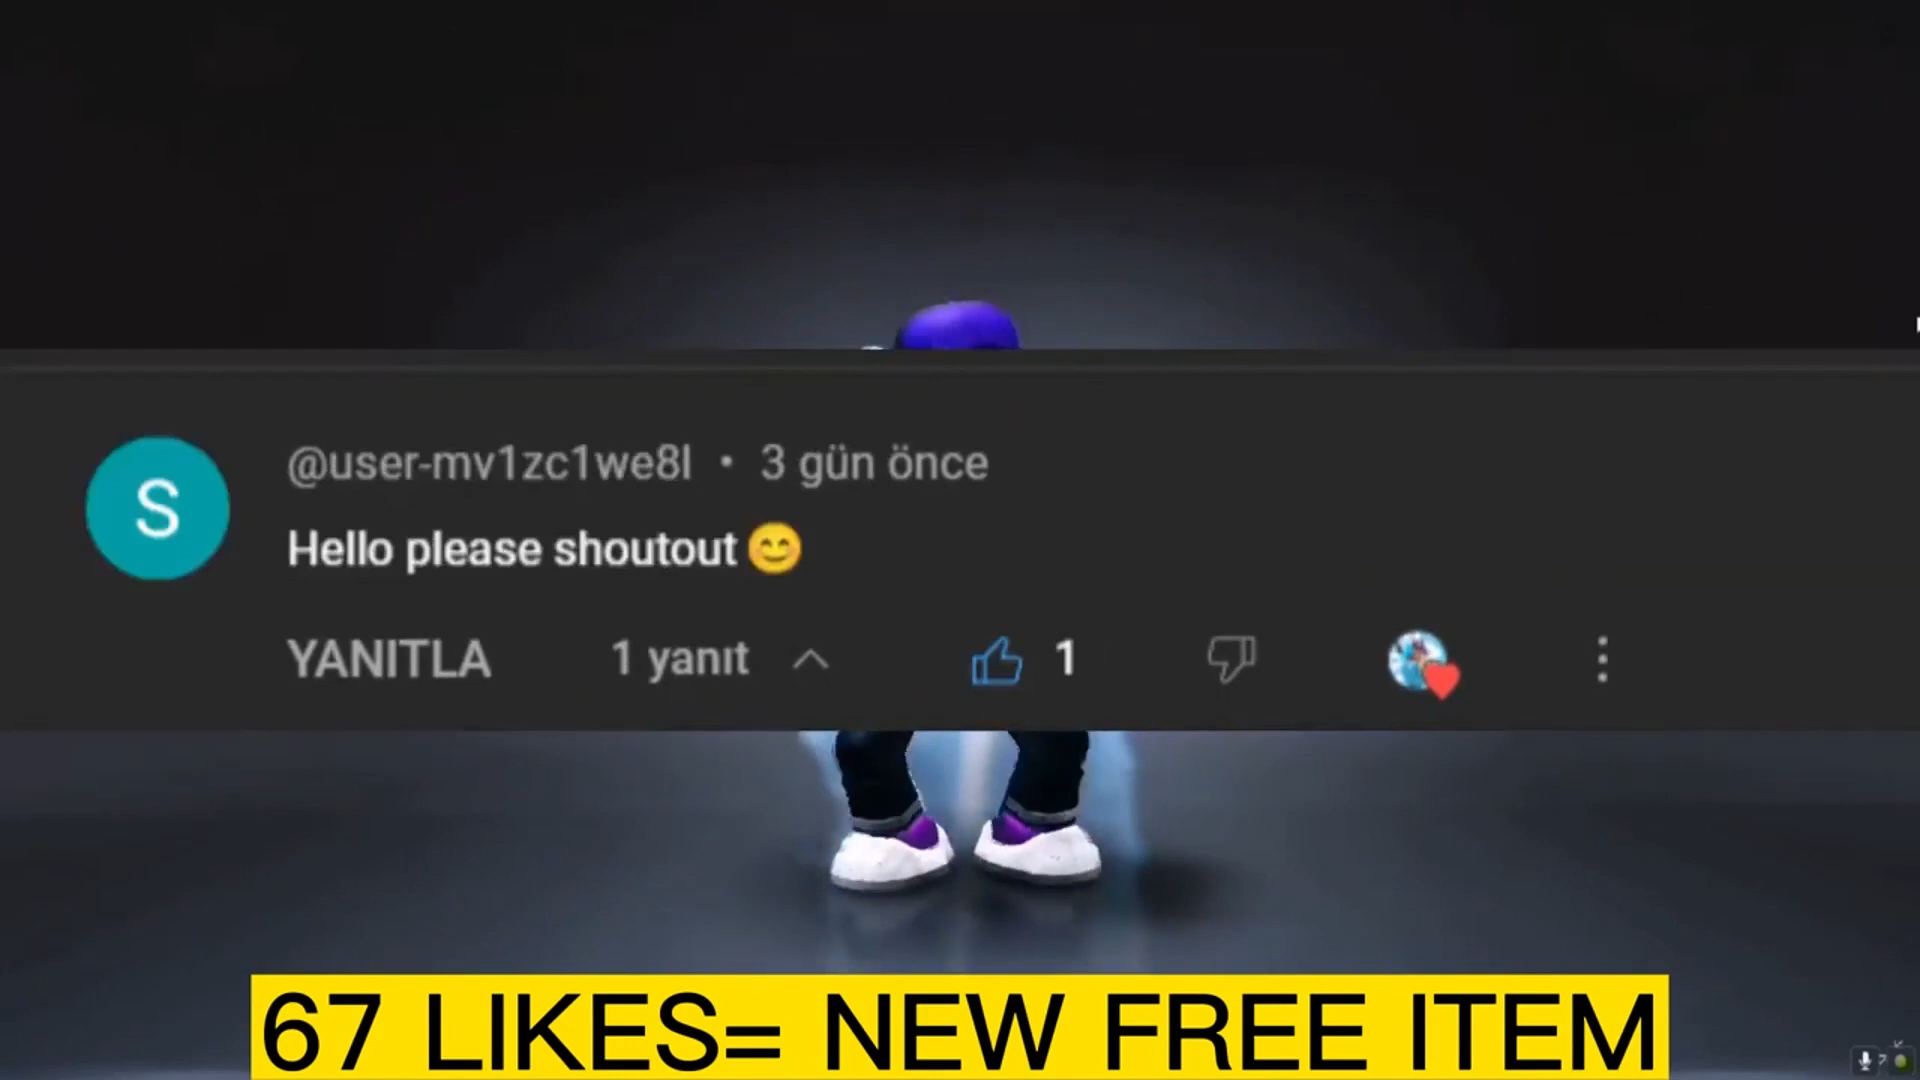 S
@user-mv1zc1we8l • 3 gün önce
Hello please shoutout 😊
YANITLA 1 yanıt 1
67 LIKES= NEW FREE ITEM